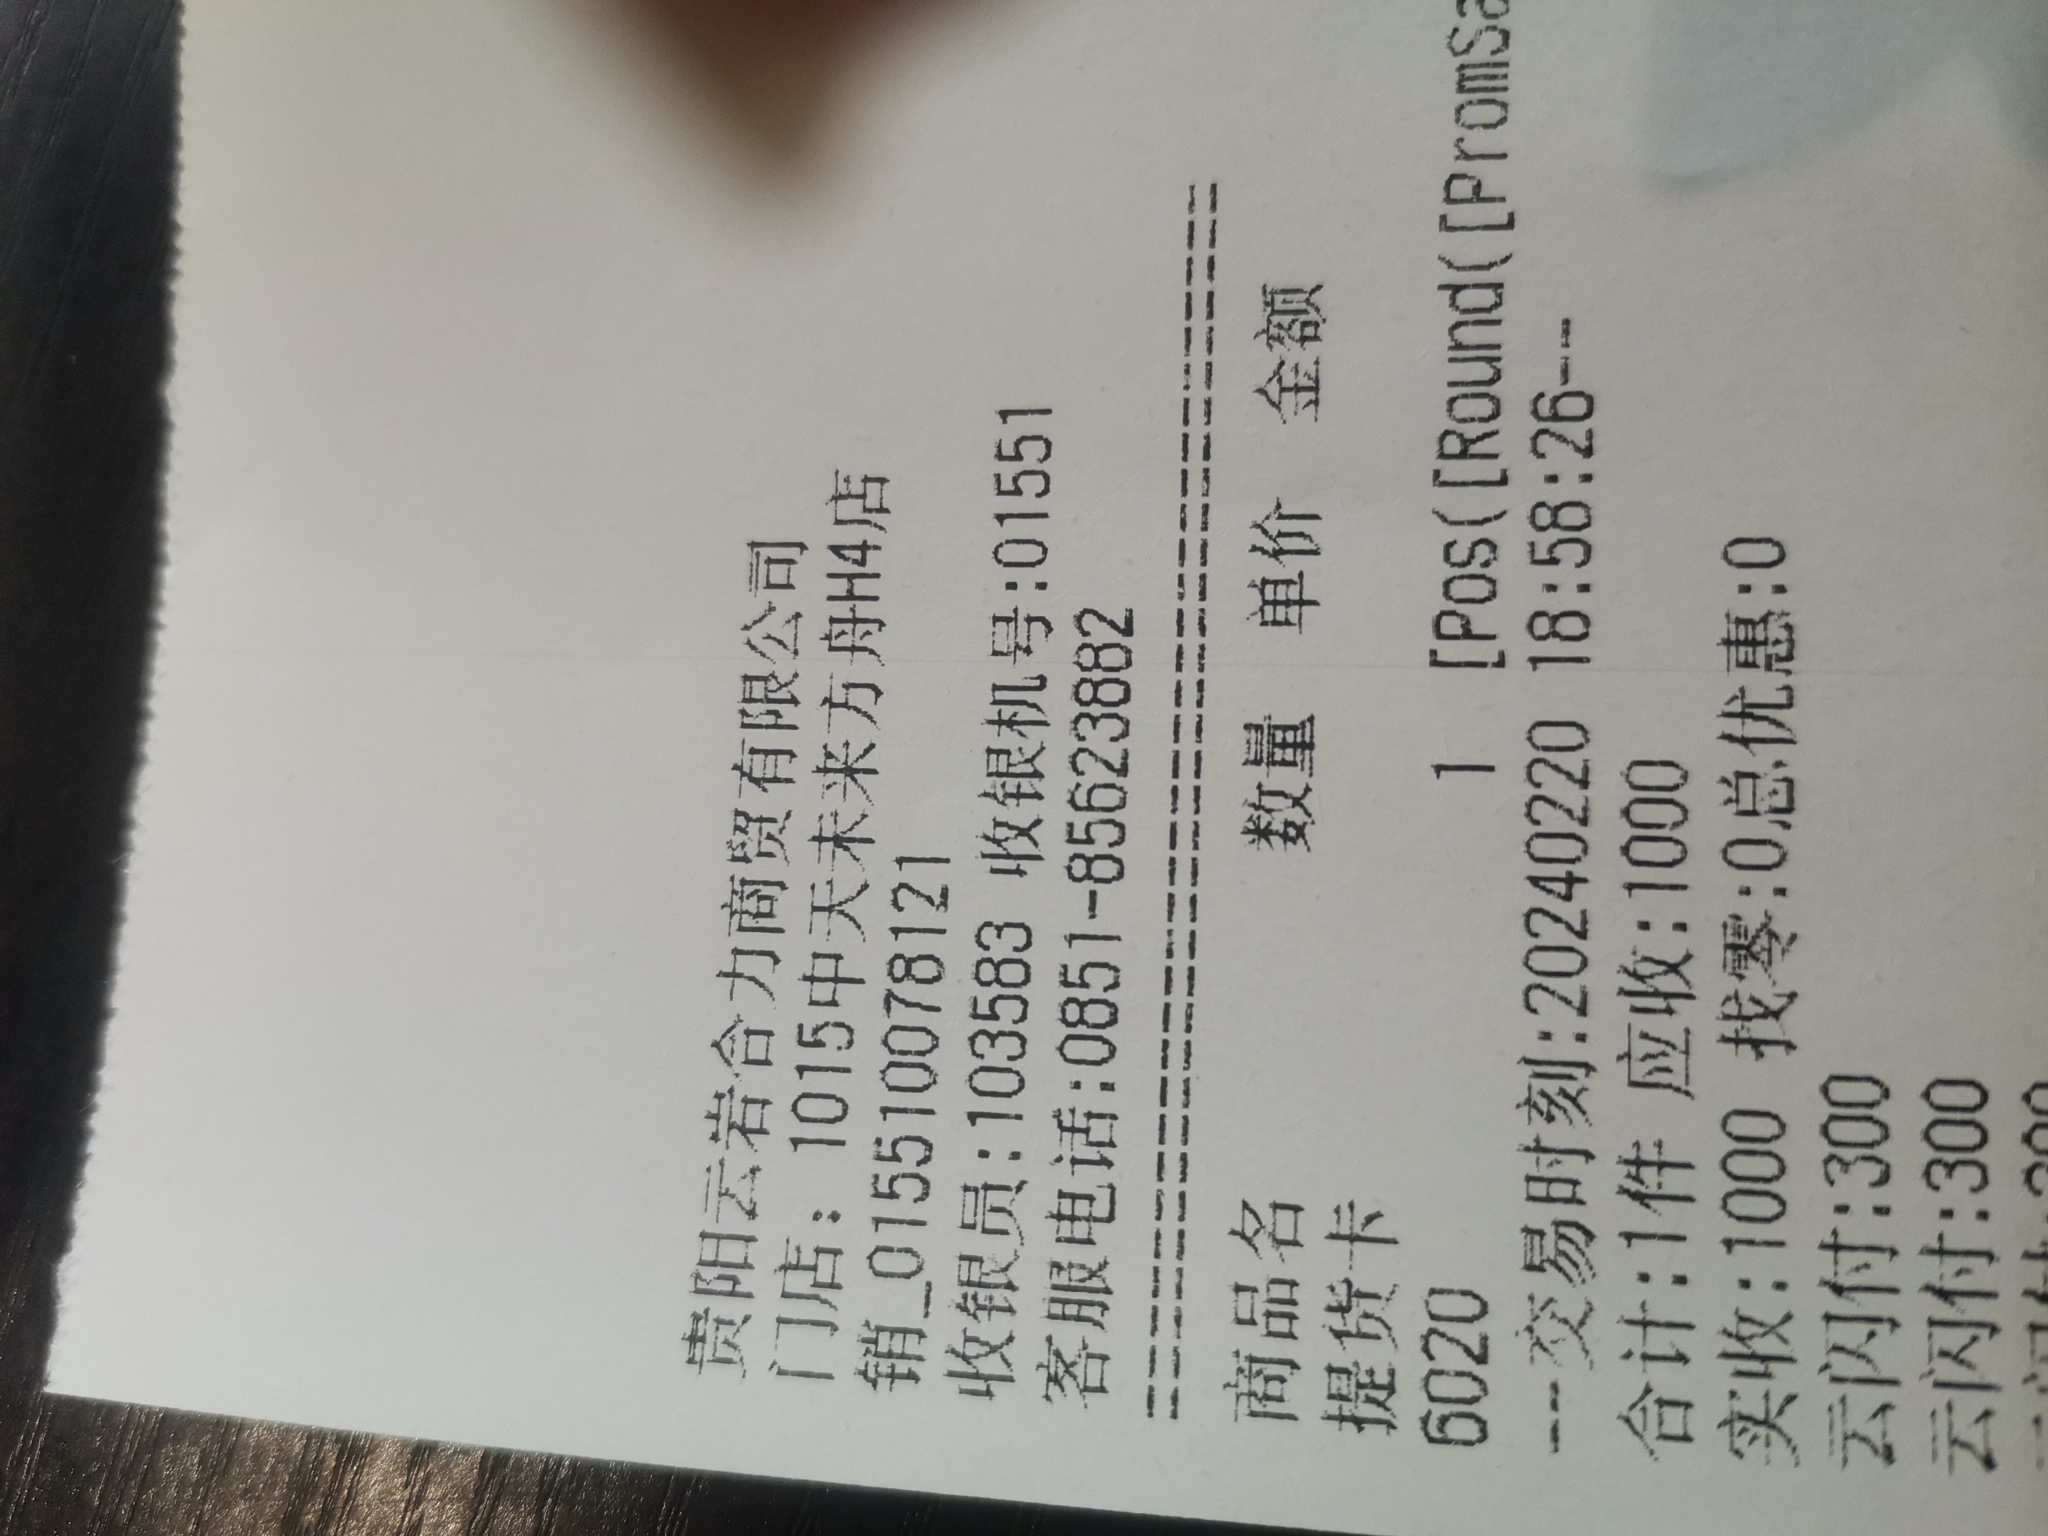 贵阳云岩合力商贸有限公司
门店：1015中天未来方舟H4店
销_015510078121
收银员:103583 收银机号:01551
客服电话:0851-85623882
================================
商品名 数量 单价 金额
提货卡
6020 1 [Pos([Round([PromSa
---交易时刻:20240220 18:58:26--
合计:1件 应收:1000
实收:1000 找零:0总优惠:0
云闪付:300
云闪付:300